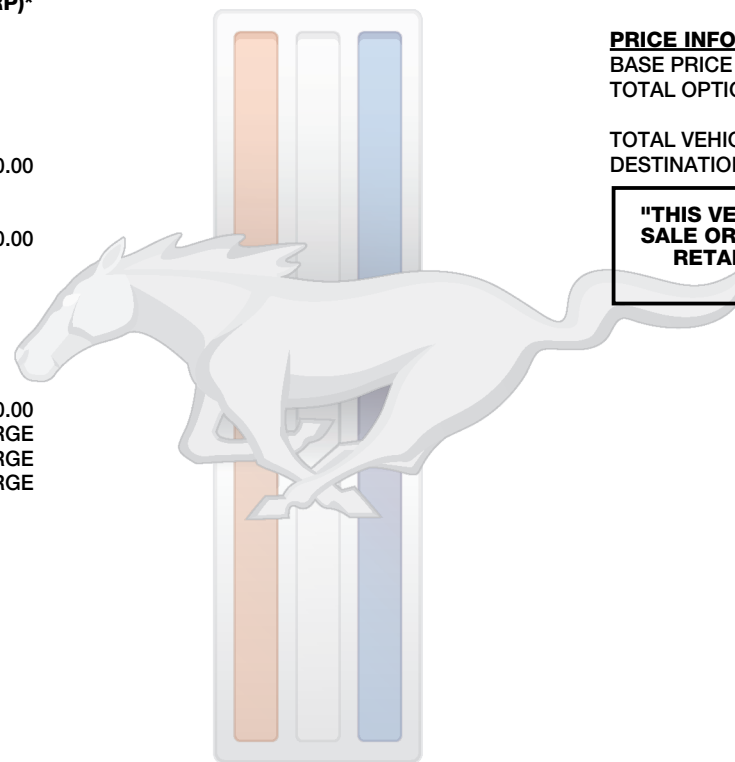 RP)*
0.00
0.00
0.00
RGE
RGE
RGE
PRICE INFO
BASE PRICE
TOTAL OPTIO
TOTAL VEHIC
DESTINATION
"THIS VE
SALE OR
RETAI